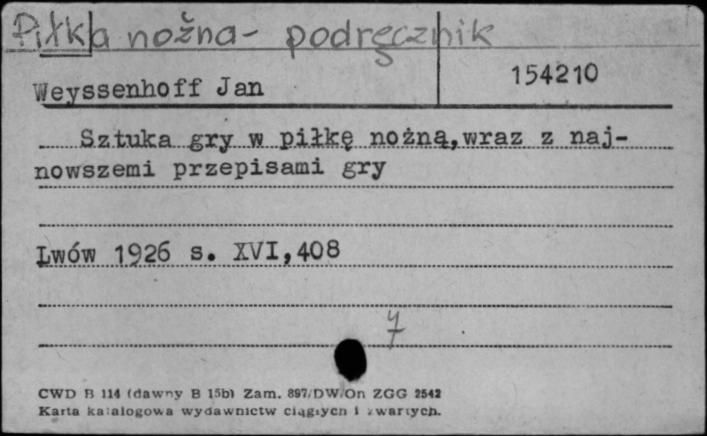 Piłka nożna - podręcznik
Weyssenhoff Jan
154210
Sztuka gry w piłkę nożną,wraz z naj-
nowszemi przepisami gry
Lwów 1926 s. XVI,408
7
CWD B 114 (dawny B 15b) Zam. 897/DW/On ZGG 2542
Karta katalogowa wydawnictw ciągłych i zwartych.